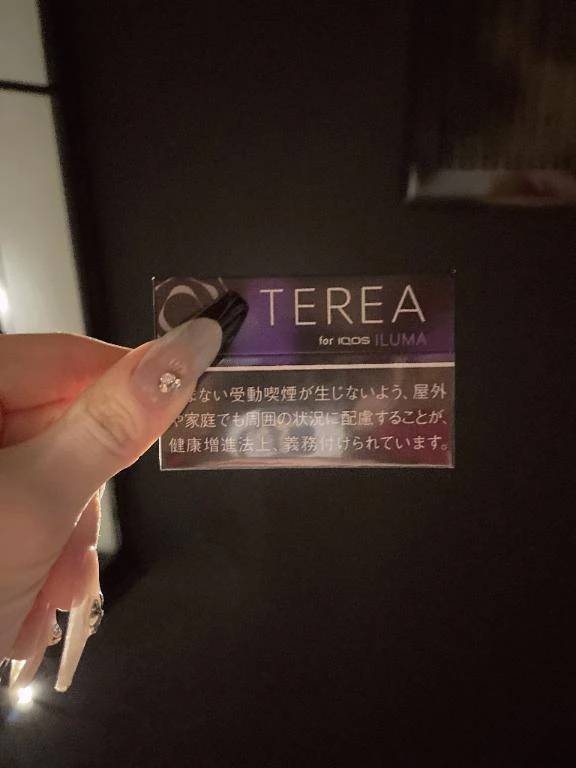 TEREA
for IQOS ILUMA
ない受動喫煙が生じないよう、屋外
や家庭でも周囲の状況に配慮することが、
健康増進法上、義務付けられています。